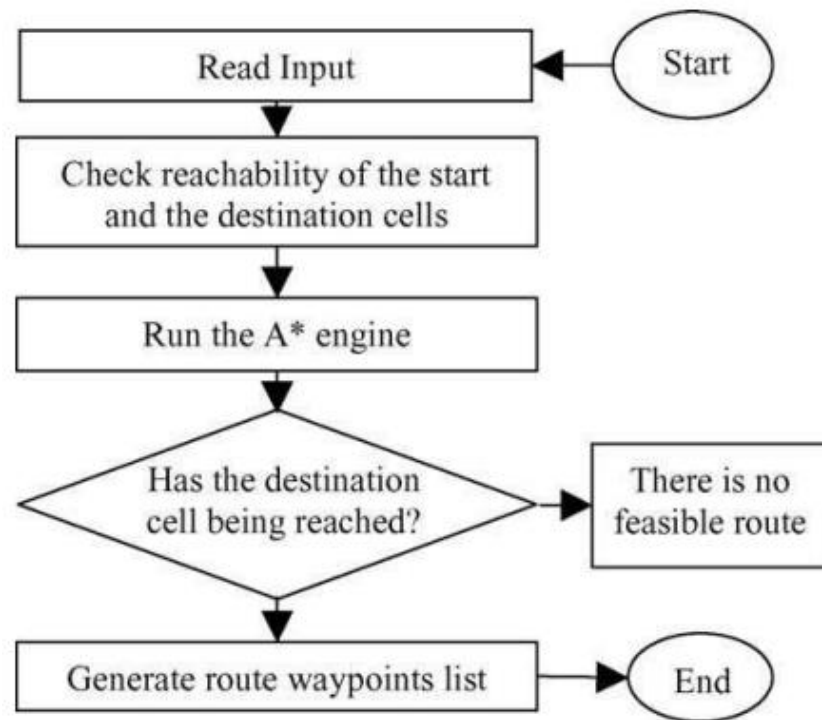 Read Input
Start
Check reachability of the start
and the destination cells
Run the A* engine
Has the destination
cell being reached?
There is no
feasible route
Generate route waypoints list
End